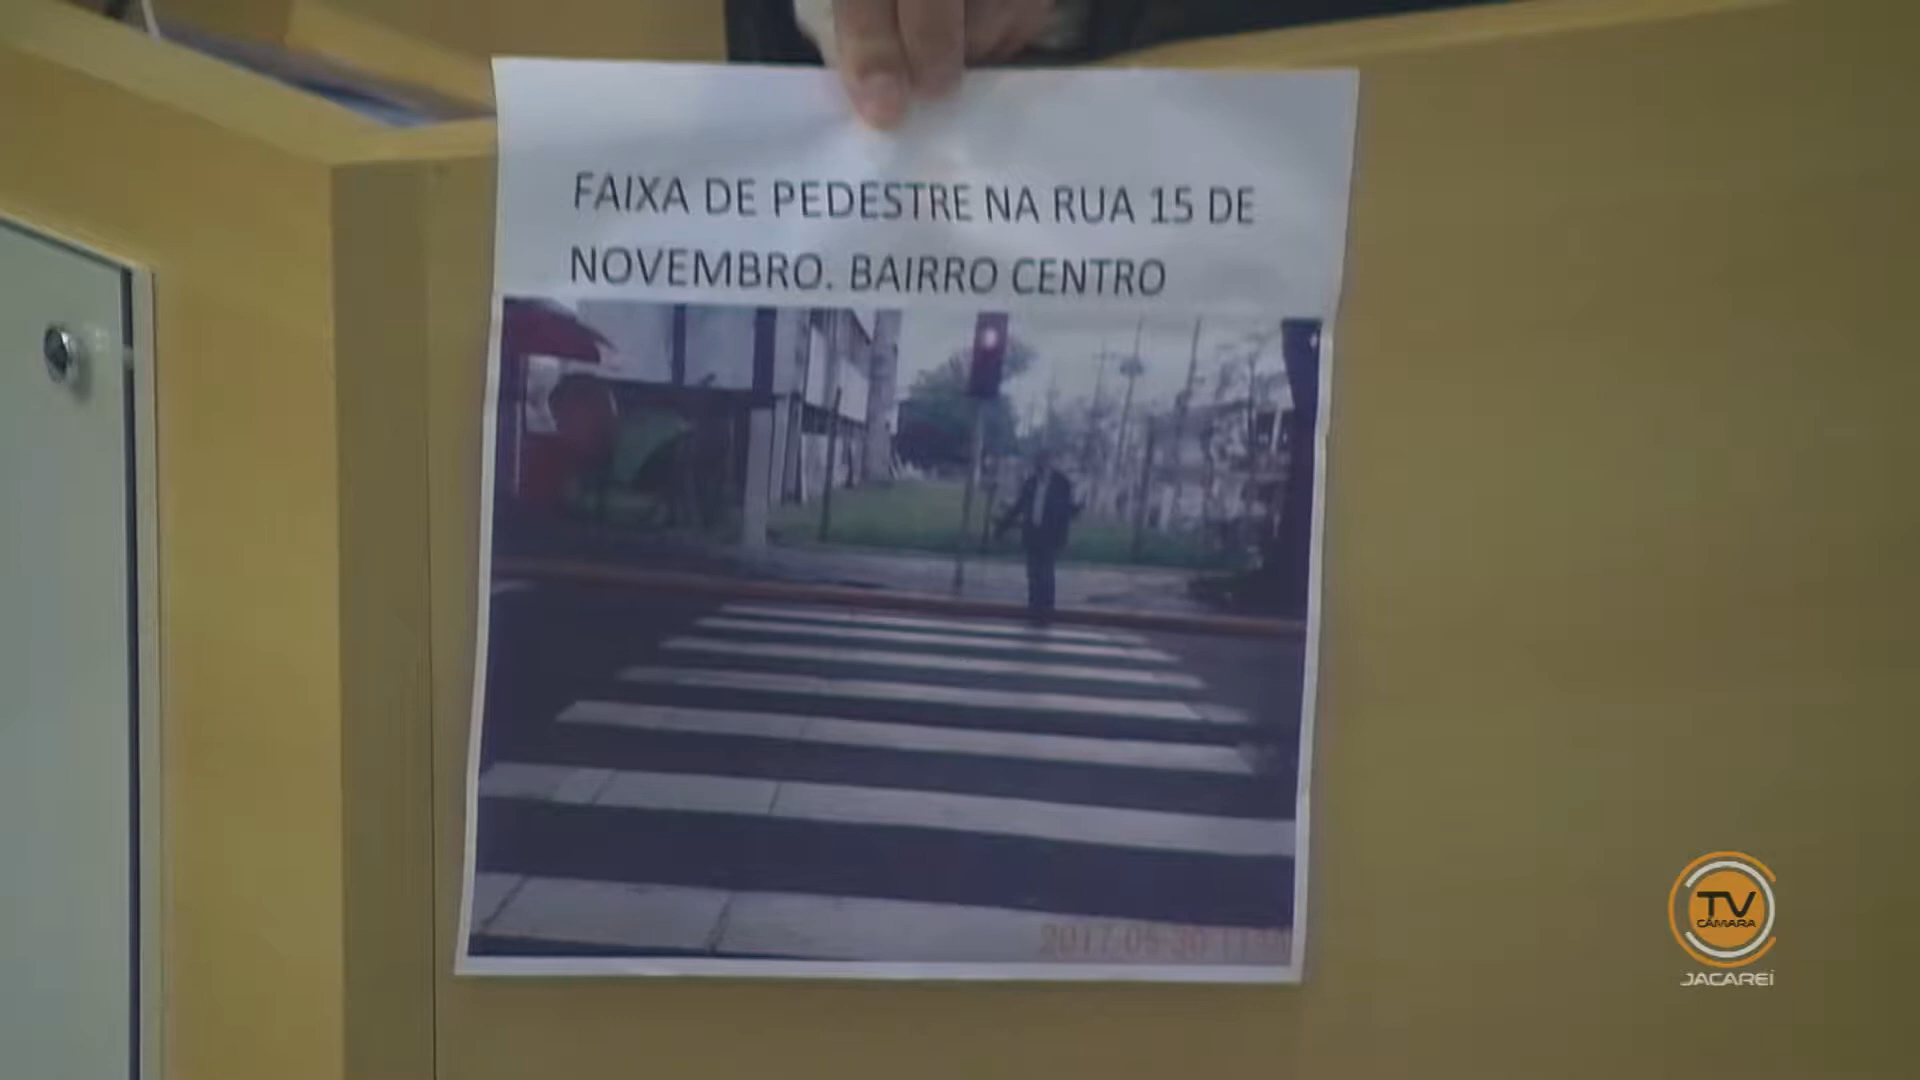 FAIXA DE PEDESTRE NA RUA 15 DE
NOVEMBRO. BAIRRO CENTRO
TV
CÂMARA
JACAREÍ